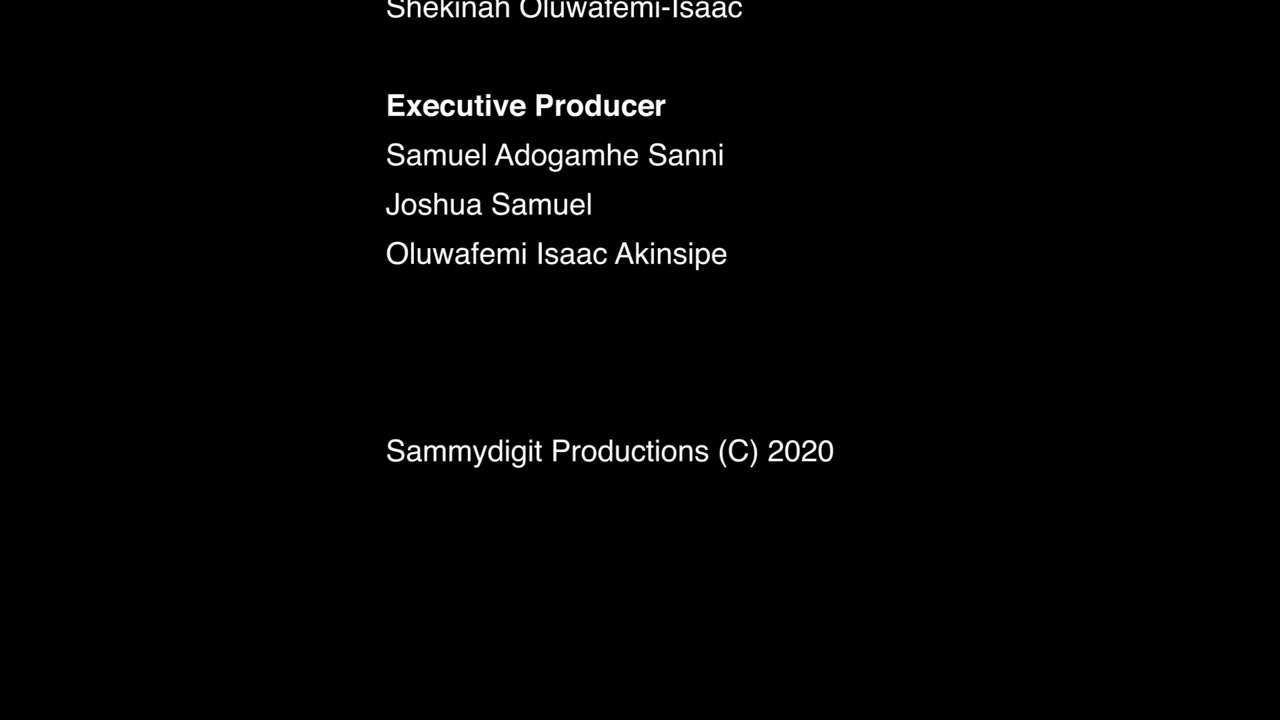 Shekinah Oluwafemi-Isaac
Executive Producer
Samuel Adogamhe Sanni
Joshua Samuel
Oluwafemi Isaac Akinsipe
Sammydigit Productions (C) 2020